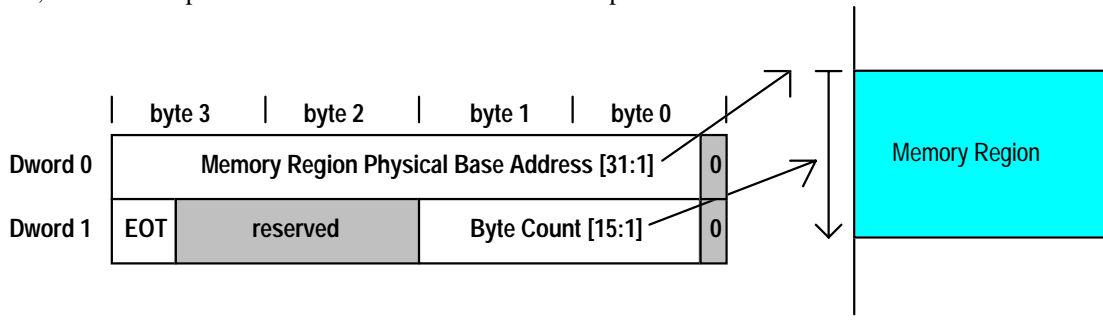 byte 3 byte 2 byte 1 byte 0
Dword 0 Memory Region Physical Base Address [31:1] 0 Memory Region
Dword 1 EOT reserved Byte Count [15:1] 0